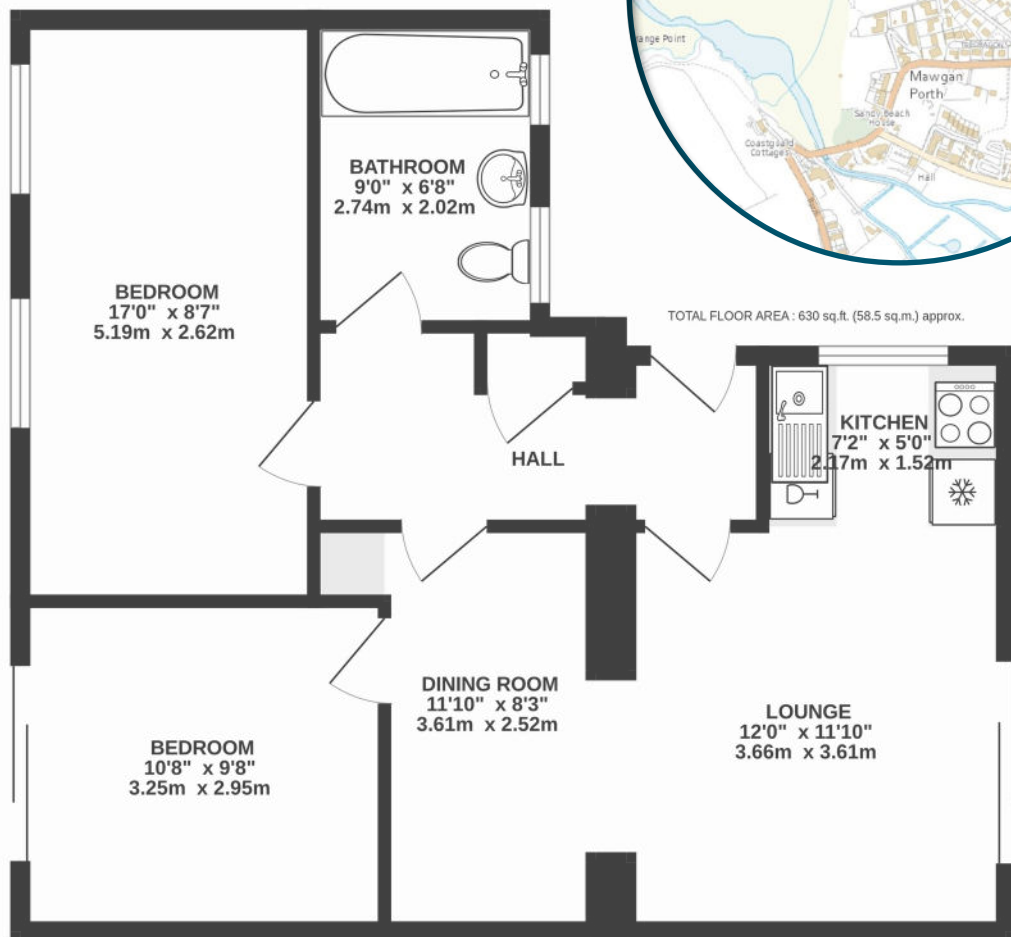 BATHROOM
9'0" x 6'8"
2.74m x 2.02m
BEDROOM
17'0" x 8'7"
5.19m x 2.62m
Mawgan
Porth
Sandy Beach
House
Coastguard
Cottages
Hall
TOTAL FLOOR AREA : 630 sq.ft. (58.5 sq.m.) approx.
KITCHEN
7'2" x 5'0"
2.17m x 1.52m
HALL
DINING ROOM
11'10" x 8'3"
3.61m x 2.52m
LOUNGE
12'0" x 11'10"
3.66m x 3.61m
BEDROOM
10'8" x 9'8"
3.25m x 2.95m